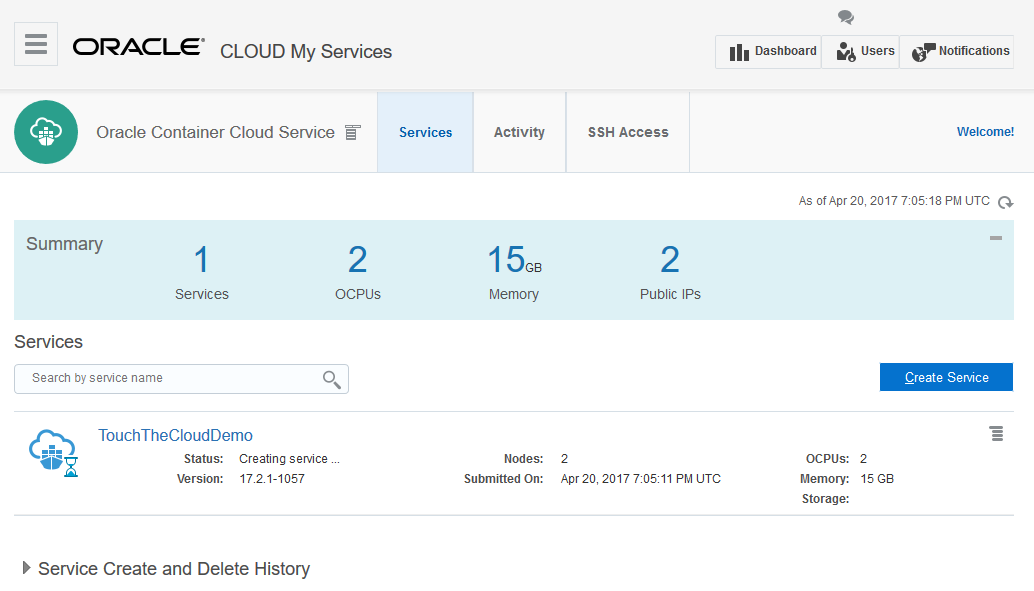 ORACLE® CLOUD My Services
Dashboard Users Notifications
Oracle Container Cloud Service Services Activity SSH Access Welcome!
As of Apr 20, 2017 7:05:18 PM UTC
Summary
1 2 15GB 2
Services OCPUs Memory Public IPs
Services
Search by service name
Create Service
TouchTheCloudDemo
Status: Creating service ... Nodes: 2 OCPUs: 2
Version: 17.2.1-1057 Submitted On: Apr 20, 2017 7:05:11 PM UTC Memory: 15 GB
Storage:
Service Create and Delete History